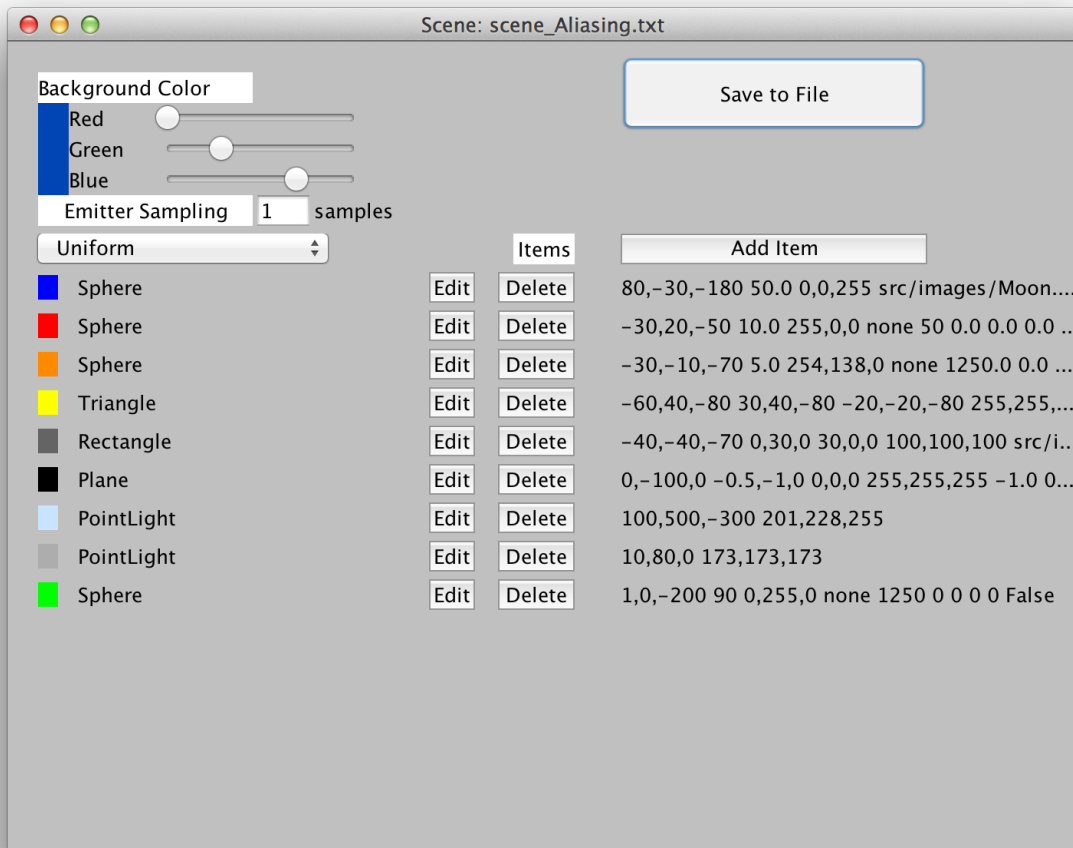 Scene: scene_Aliasing.txt
Background Color
Save to File
Red
Green
Blue
Emitter Sampling 1 samples
Uniform Items Add Item
Sphere Edit Delete 80,−30,−180 50.0 0,0,255 src/images/Moon....
Sphere Edit Delete −30,20,−50 10.0 255,0,0 none 50 0.0 0.0 0.0 ...
Sphere Edit Delete −30,−10,−70 5.0 254,138,0 none 1250.0 0.0 ...
Triangle Edit Delete −60,40,−80 30,40,−80 −20,−20,−80 255,255,...
Rectangle Edit Delete −40,−40,−70 0,30,0 30,0,0 100,100,100 src/i...
Plane Edit Delete 0,−100,0 −0.5,−1,0 0,0,0 255,255,255 −1.0 0...
PointLight Edit Delete 100,500,−300 201,228,255
PointLight Edit Delete 10,80,0 173,173,173
Sphere Edit Delete 1,0,−200 90 0,255,0 none 1250 0 0 0 0 False